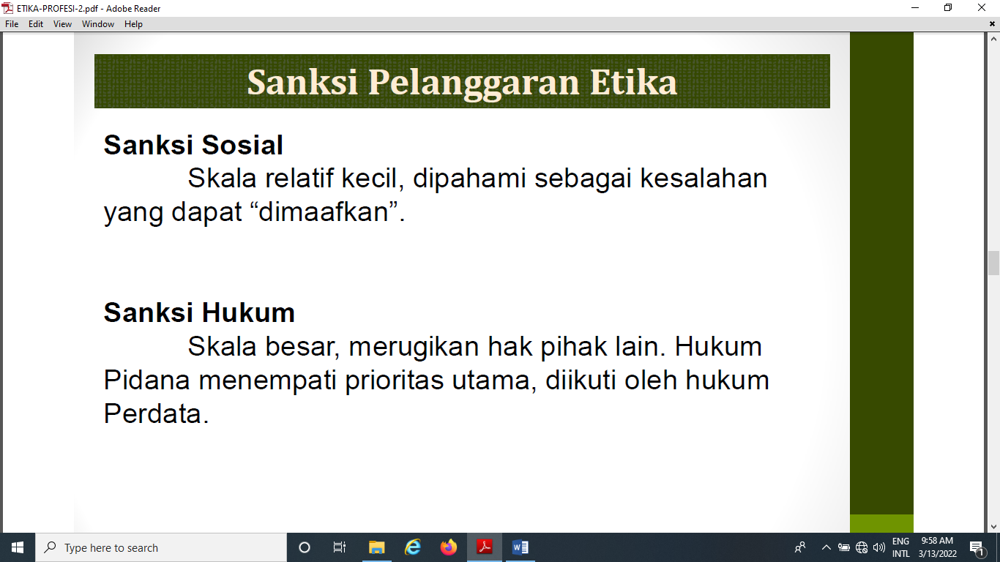 ETIKA-PROFESI-2.pdf - Adobe Reader
File Edit View Window Help
Sanksi Pelanggaran Etika
Sanksi Sosial
Skala relatif kecil, dipahami sebagai kesalahan
yang dapat “dimaafkan”.
Sanksi Hukum
Skala besar, merugikan hak pihak lain. Hukum
Pidana menempati prioritas utama, diikuti oleh hukum
Perdata.
Type here to search
ENG
INTL
9:58 AM
3/13/2022
1